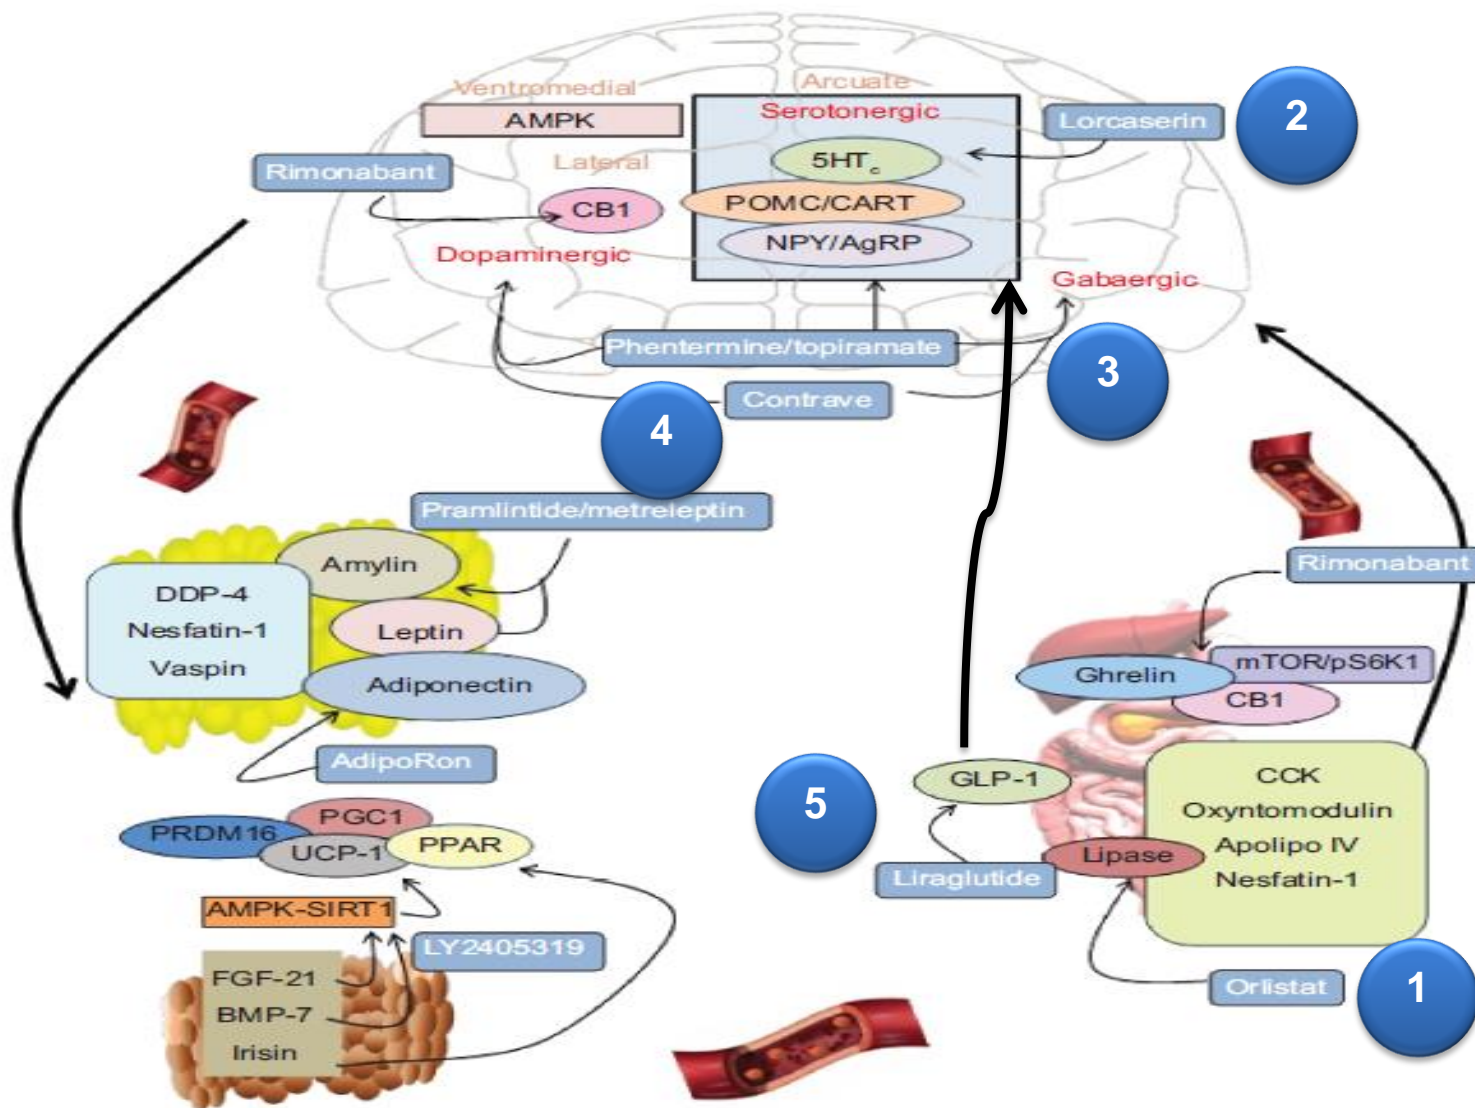 Ventromedial
Arcuate
AMPK
Serotonergic
Lorcaserin
2
Rimonabant
Lateral
5HTc
CB1
POMC/CART
NPY/AgRP
Dopaminergic
Gabaergic
Phentermine/topiramate
3
Contrave
4
Pramlintide/metreleptin
Amylin
DDP-4
Nesfatin-1
Vaspin
Leptin
Adiponectin
AdipoRon
PRDM16
PGC1
UCP-1
PPAR
AMPK-SIRT1
LY2405319
FGF-21
BMP-7
Irisin
Rimonabant
Ghrelin
mTOR/pS6K1
CB1
GLP-1
5
Liraglutide
Lipase
CCK
Oxyntomodulin
Apolipo IV
Nesfatin-1
Orlistat
1